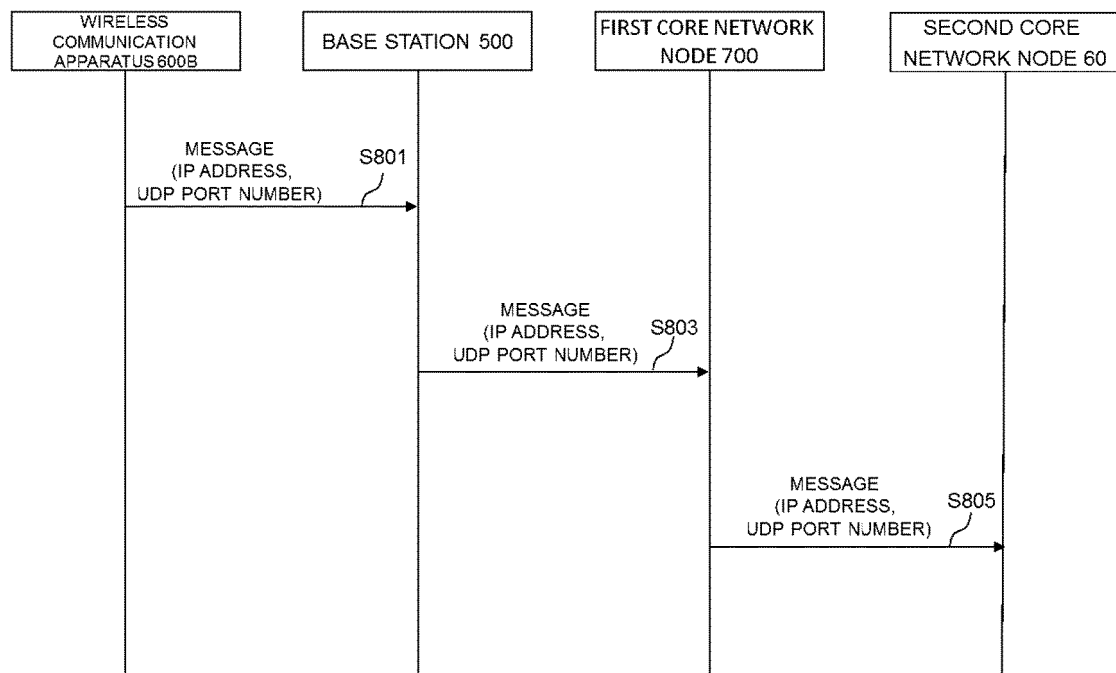 WIRELESS
COMMUNICATION
APPARATUS 600B
BASE STATION 500
FIRST CORE NETWORK
NODE 700
SECOND CORE
NETWORK NODE 60
MESSAGE
(IP ADDRESS,
UDP PORT NUMBER)
S801
MESSAGE
(IP ADDRESS,
UDP PORT NUMBER)
S803
MESSAGE
(IP ADDRESS,
UDP PORT NUMBER)
S805